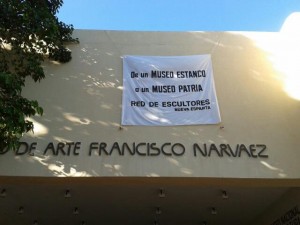 De un MUSEO ESTANCO
a un MUSEO PATRIA
RED DE ESCULTORES
NUEVA ESPARTA
DE ARTE FRANCISCO NARVAEZ